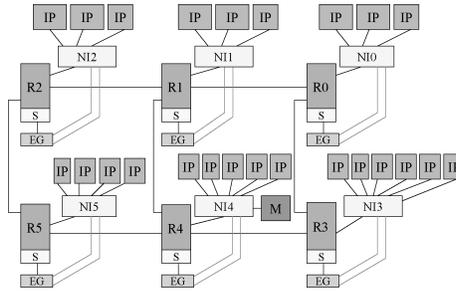 IP IP IP IP IP IP IP IP IP
NI2 NI1 NI0
R2 R1 R0
S S S
EG EG EG
IP IP IP IP IP IP IP IP IP IP IP IP IP IP IP
NI5 NI4 M NI3
R5 R4 R3
S S S
EG EG EG